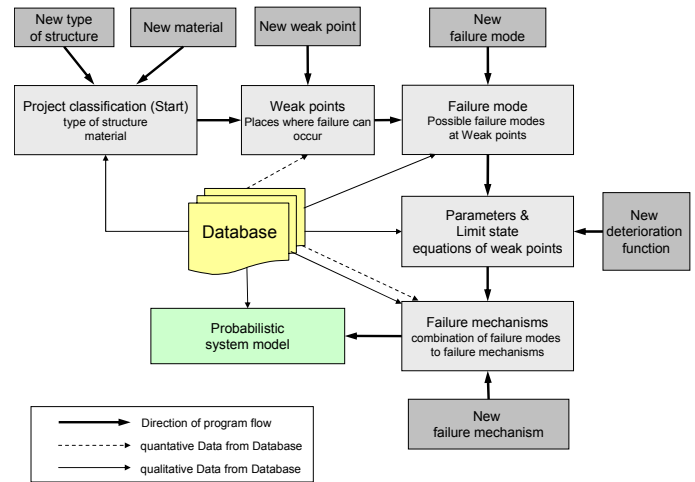 New type
of structure
New material
New weak point
New
failure mode
Project classification (Start)
type of structure
material
Weak points
Places where failure can
occur
Failure mode
Possible failure modes
at Weak points
Database
Parameters &
Limit state
equations of weak points
New
deterioration
function
Probabilistic
system model
Failure mechanisms
combination of failure modes
to failure mechanisms
New
failure mechanism
Direction of program flow
quantative Data from Database
qualitative Data from Database